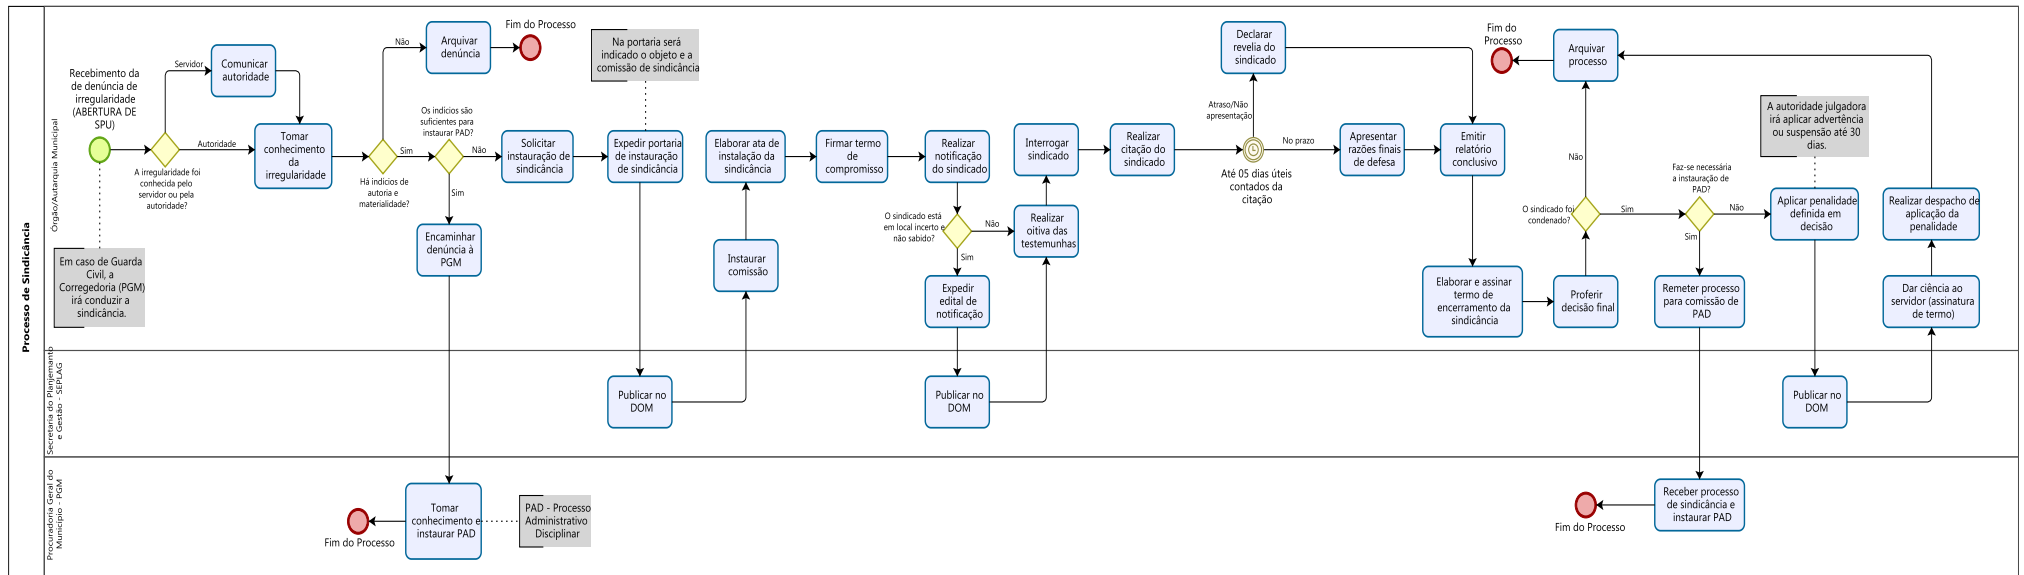 Processo de Sindicância
Órgão/Autarquia Municipal
Recebimento da
de denúncia de
irregularidade
(ABERTURA DE
SPU)
Em caso de Guarda
Civil, a
Corregedoria (PGM)
irá conduzir a
sindicância.
A irregularidade foi
conhecida pelo
servidor ou pela
autoridade?
Servidor
Autoridade
Comunicar
autoridade
Tomar
conhecimento
da
irregularidade
Há indícios de
autoria e
materialidade?
Não
Sim
Arquivar
denúncia
Fim do Processo
Os indícios são
suficientes para
instaurar PAD?
Não
Sim
Encaminhar
denúncia à
PGM
Solicitar
instauração de
sindicância
Na portaria será
indicado o objeto e a
comissão de sindicância
Expedir portaria
de instauração
de sindicância
Elaborar ata de
instalação da
sindicância
Instaurar
comissão
Firmar termo
de
compromisso
Realizar
notificação
do sindicado
O sindicado está
em local incerto e
não sabido?
Não
Sim
Expedir
edital de
notificação
Realizar
oitiva das
testemunhas
Interrogar
sindicado
Realizar
citação do
sindicado
Até 05 dias úteis
contados da
citação
Atraso/Não
apresentação
No prazo
Declarar
revelia do
sindicado
Apresentar
razões finais
de defesa
Emitir
relatório
conclusivo
Elaborar e assinar
termo de
encerramento da
sindicância
Proferir
decisão final
O sindicado foi
condenado?
Não
Sim
Arquivar
processo
Fim do
Processo
Faz-se necessária
a instauração de
PAD?
Não
Sim
Remeter processo
para comissão de
PAD
A autoridade julgadora
irá aplicar advertência
ou suspensão até 30
dias.
Aplicar penalidade
definida em
decisão
Realizar despacho de
aplicação da
penalidade
Dar ciência ao
servidor (assinatura
de termo)
Secretaria do Planjemanto
e Gestão - SEPLAG
Publicar no
DOM
Publicar no
DOM
Publicar no
DOM
Procuradoria Geral do
Município - PGM
Fim do Processo
Tomar
conhecimento e
instaurar PAD
PAD - Processo
Administrativo
Disciplinar
Fim do Processo
Receber processo
de sindicância e
instaurar PAD